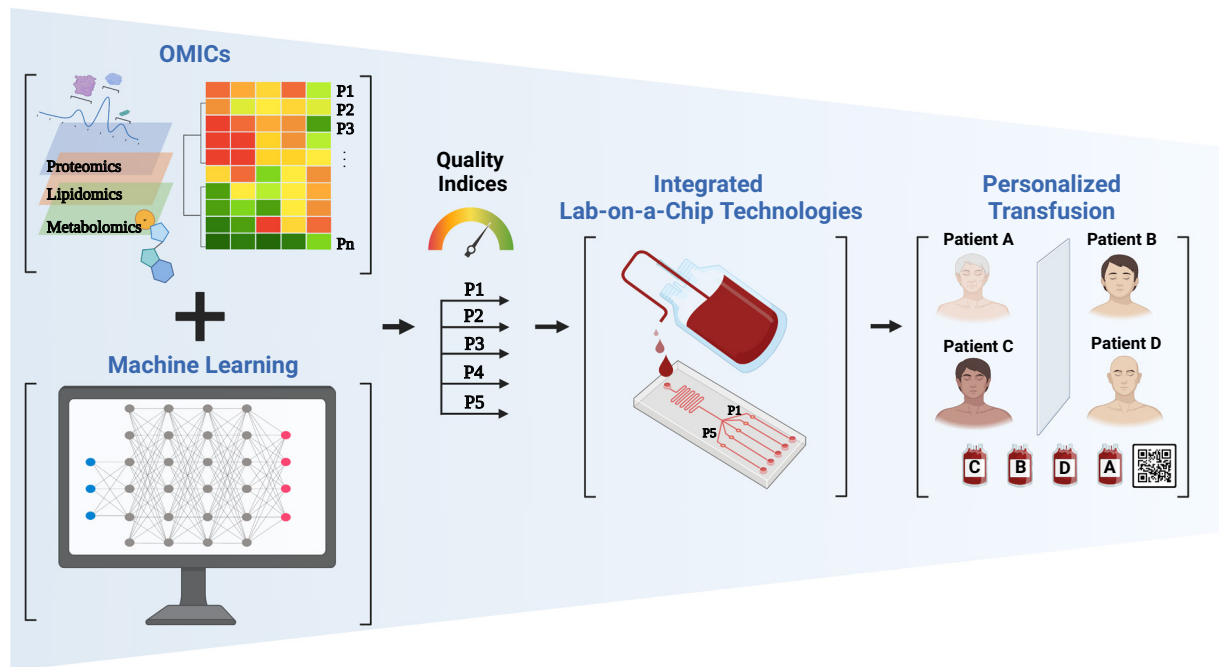 OMICs
P1
P2
P3
...
Pn
Proteomics
Lipidomics
Metabolomics
Machine Learning
Quality
Indices
P1
P2
P3
P4
P5
Integrated
Lab-on-a-Chip Technologies
P1
P5
Personalized
Transfusion
Patient A
Patient B
Patient C
Patient D
C B D A